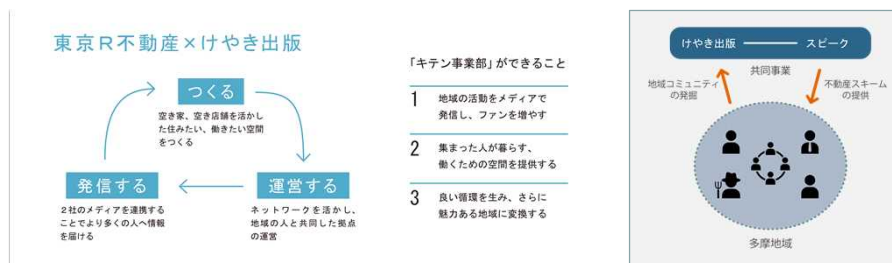 東京R不動産×けやき出版
つくる
空き家、空き店舗を活かし
た住みたい、働きたい空間
をつくる
発信する
2社のメディアを連携する
ことでより多くの人へ情報
を届ける
運営する
ネットワークを活かし、
地域の人と共同した拠点
の運営
「キテン事業部」ができること
1
地域の活動をメディアで
発信し、ファンを増やす
2
集まった人が暮らす、
働くための空間を提供する
3
良い循環を生み、さらに
魅力ある地域に変換する
けやき出版 スピーク
共同事業
地域コミュニティ
の発掘
不動産スキーム
の提供
多摩地域